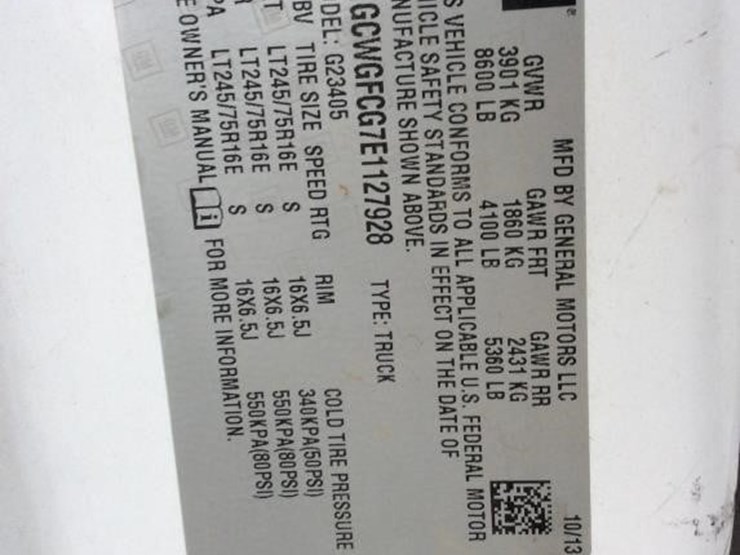 MFD BY GENERAL MOTORS LLC 10/13
GVWR GAWR FRT GAWR RR
3901 KG 1860 KG 2431 KG
8600 LB 4100 LB 5360 LB
S VEHICLE CONFORMS TO ALL APPLICABLE U.S. FEDERAL MOTOR
ICLE SAFETY STANDARDS IN EFFECT ON THE DATE OF
NUFACTURE SHOWN ABOVE.
GCWGFCG7E1127928 TYPE: TRUCK
DEL: G23405
BV TIRE SIZE SPEED RTG RIM COLD TIRE PRESSURE
T LT245/75R16E S 16X6.5J 340KPA(50PSI)
R LT245/75R16E S 16X6.5J 550KPA(80PSI)
PA LT245/75R16E S 16X6.5J 550KPA(80PSI)
E OWNER'S MANUAL i FOR MORE INFORMATION.